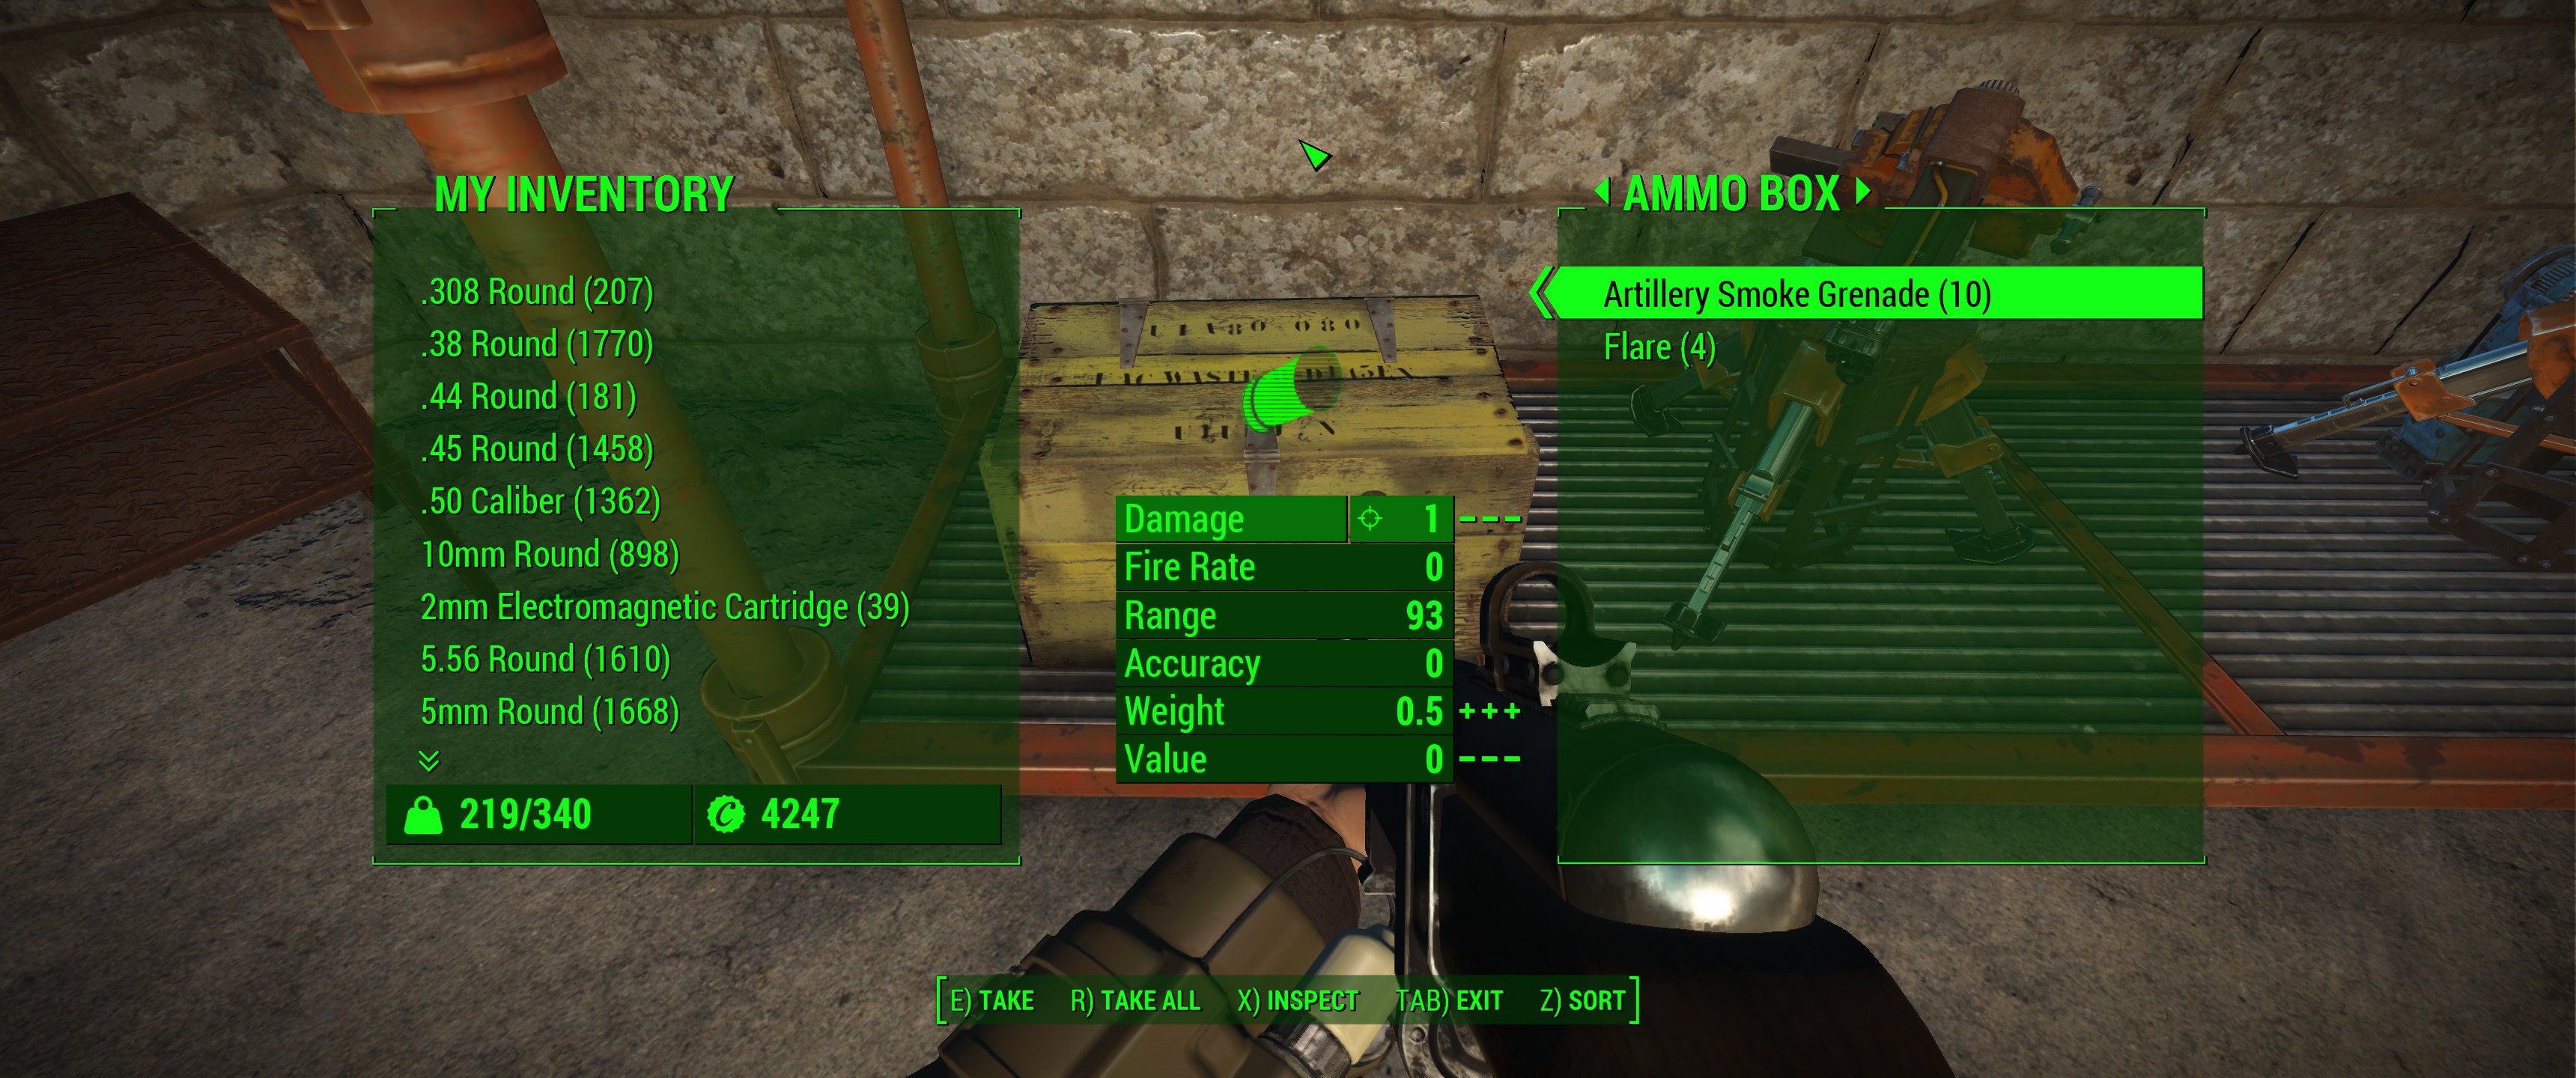 MY INVENTORY
.308 Round (207)
.38 Round (1770)
.44 Round (181)
.45 Round (1458)
.50 Caliber (1362)
10mm Round (898)
2mm Electromagnetic Cartridge (39)
5.56 Round (1610)
5mm Round (1668)
219/340
4247
Damage 1 ---
Fire Rate 0
Range 93
Accuracy 0
Weight 0.5 +++
Value 0 ---
AMMO BOX
Artillery Smoke Grenade (10)
Flare (4)
E) TAKE R) TAKE ALL X) INSPECT TAB) EXIT Z) SORT